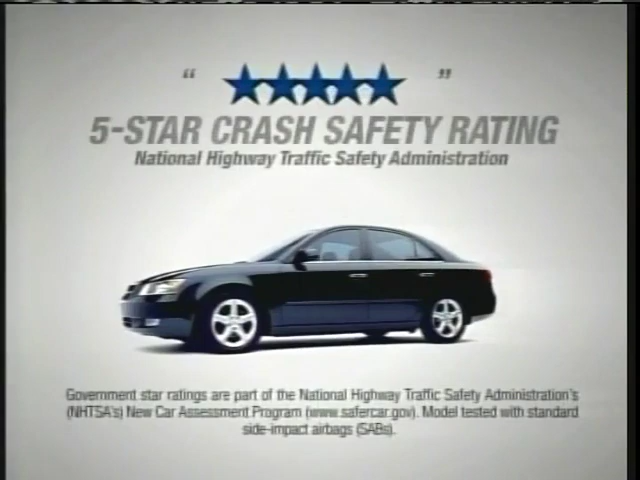 “ ”
5-STAR CRASH SAFETY RATING
National Highway Traffic Safety Administration
Government star ratings are part of the National Highway Traffic Safety Administration's
(NHTSA's) New Car Assessment Program (www.safercar.gov). Model tested with standard
side-impact airbags (SABs).